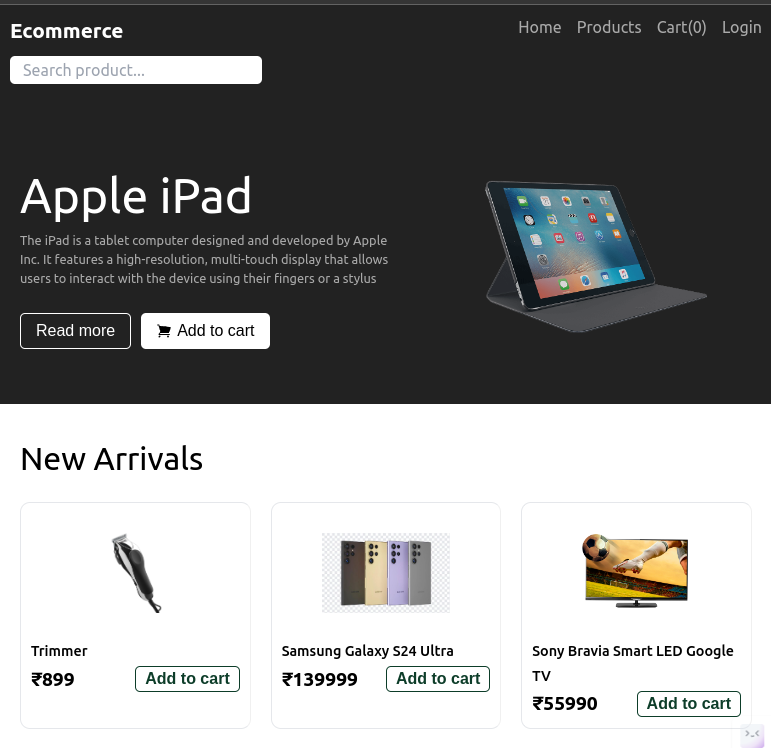 Ecommerce
Home Products Cart(0) Login
Search product...
Apple iPad
The iPad is a tablet computer designed and developed by Apple
Inc. It features a high-resolution, multi-touch display that allows
users to interact with the device using their fingers or a stylus
Read more Add to cart
New Arrivals
Trimmer
₹899 Add to cart
Samsung Galaxy S24 Ultra
₹139999 Add to cart
Sony Bravia Smart LED Google
TV
₹55990 Add to cart